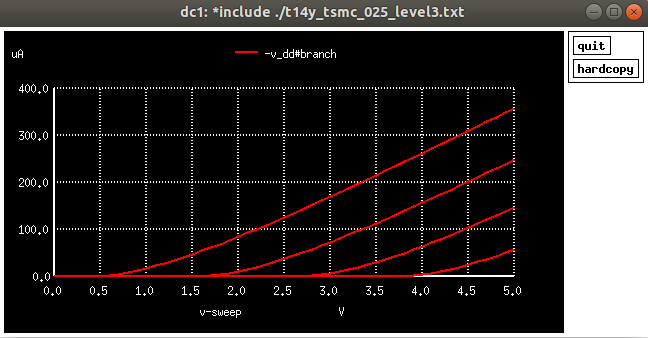 dc1: *include ./t14y_tsmc_025_level3.txt
quit
hardcopy
uA
-v_dd#branch
400.0
300.0
200.0
100.0
0.0
0.0 0.5 1.0 1.5 2.0 2.5 3.0 3.5 4.0 4.5 5.0
v-sweep V